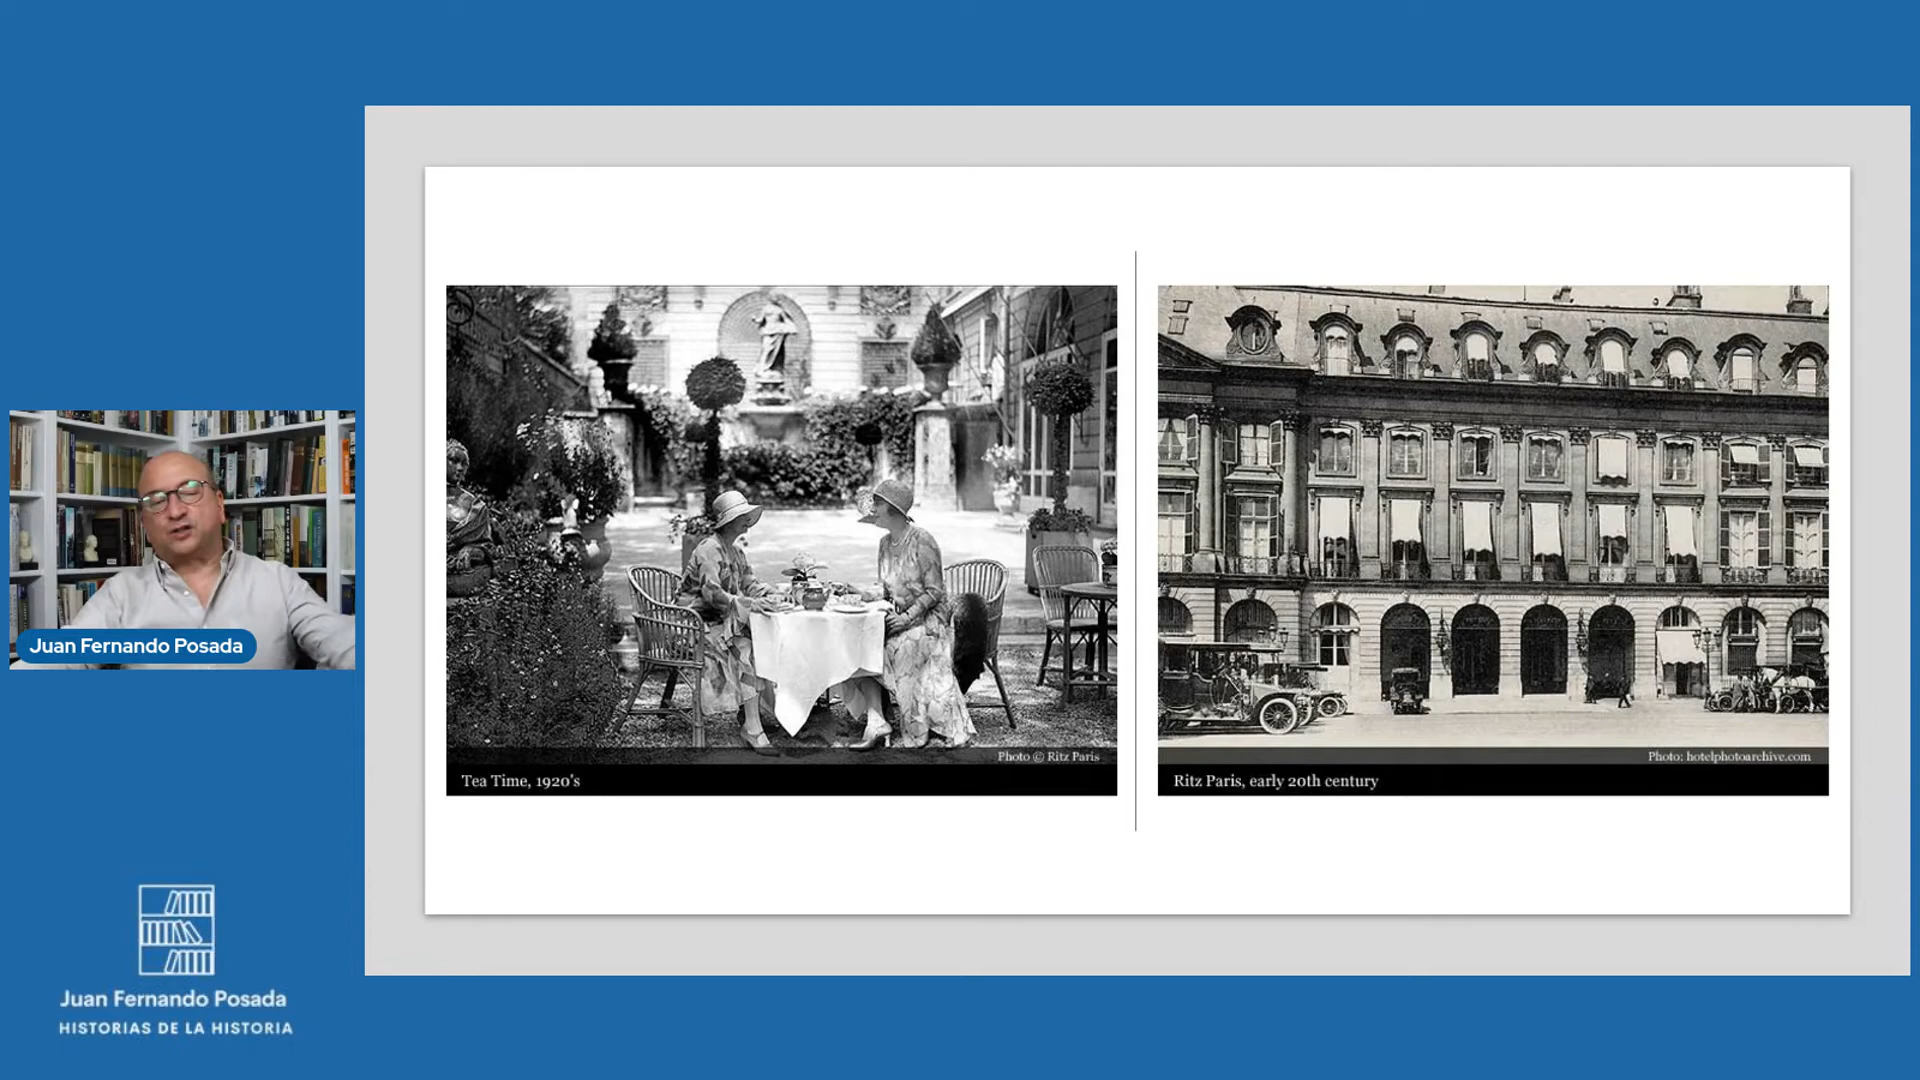 Juan Fernando Posada
Juan Fernando Posada
HISTORIAS DE LA HISTORIA
Photo © Ritz Paris
Tea Time, 1920's
Photo: hotelphotoarchive.com
Ritz Paris, early 20th century